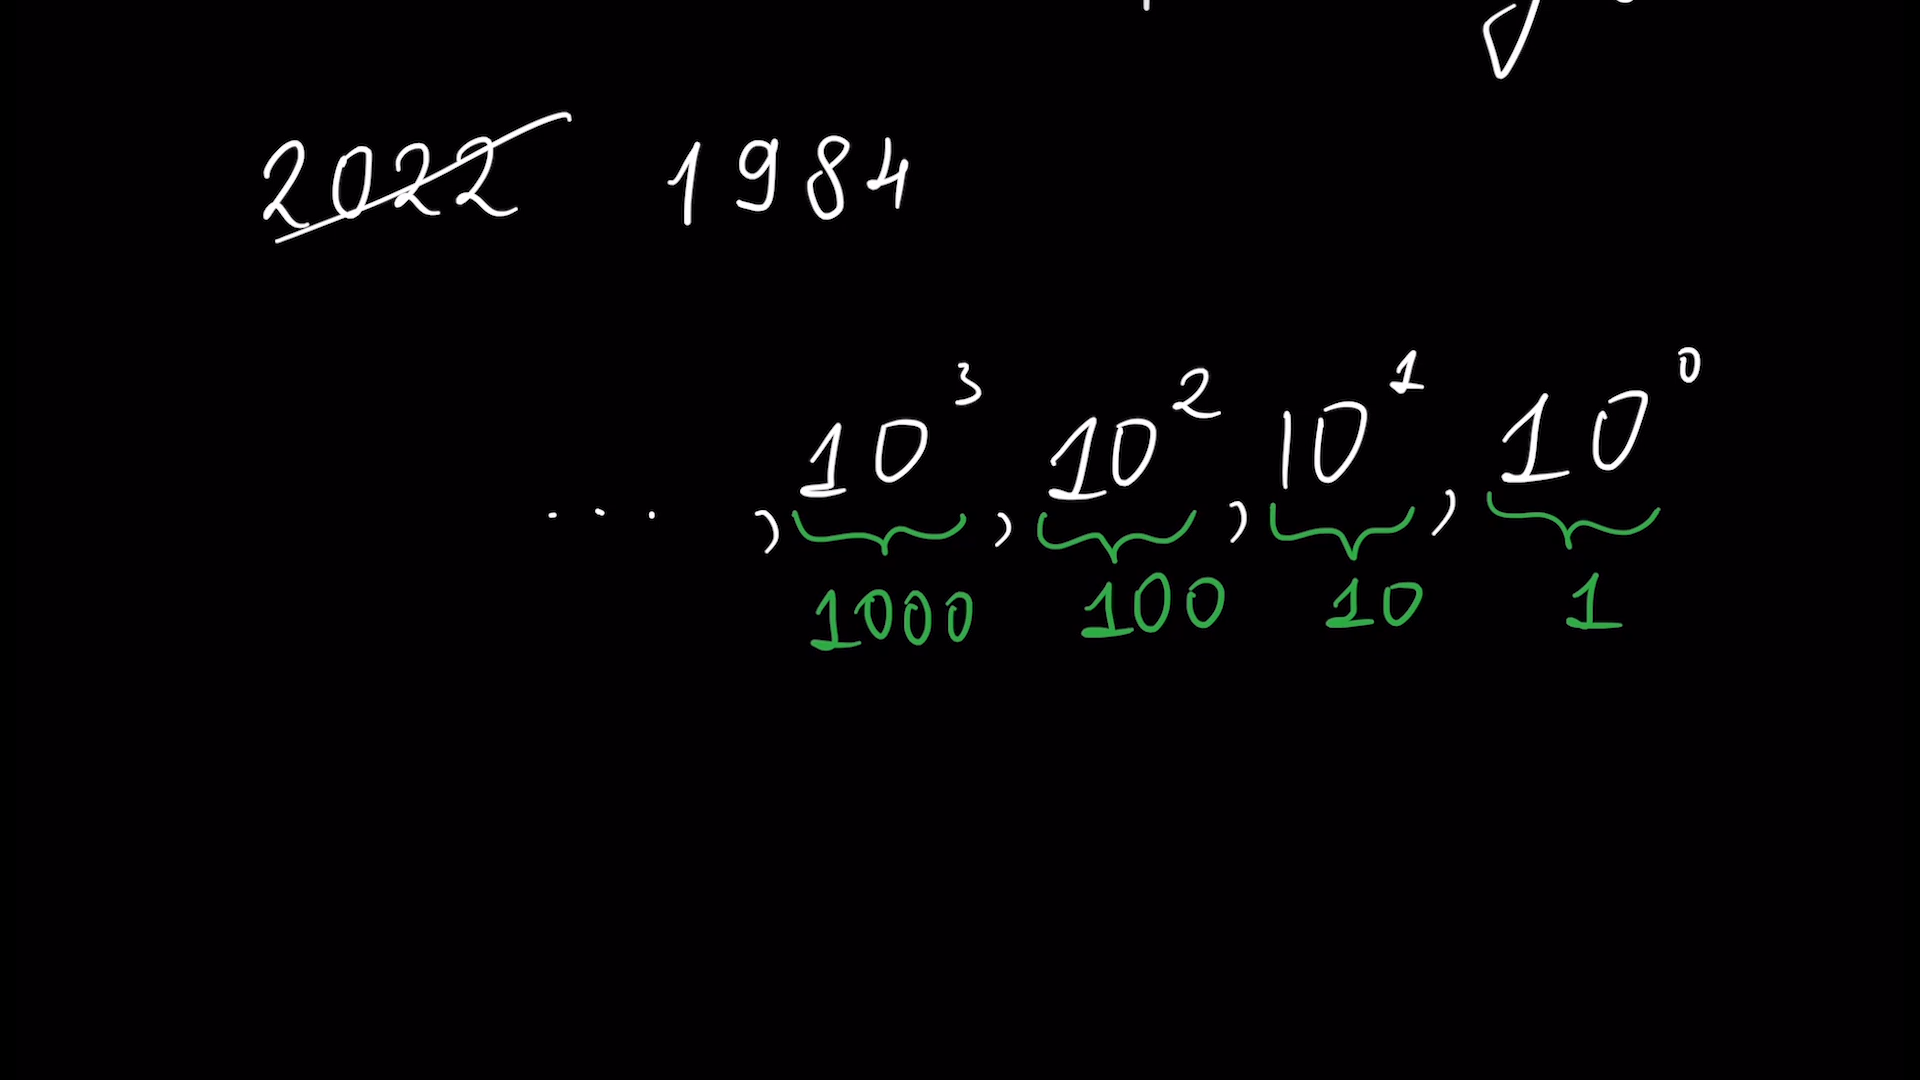 2022 1984
... , 10³ , 10² , 10¹ , 10⁰
1000 100 10 1